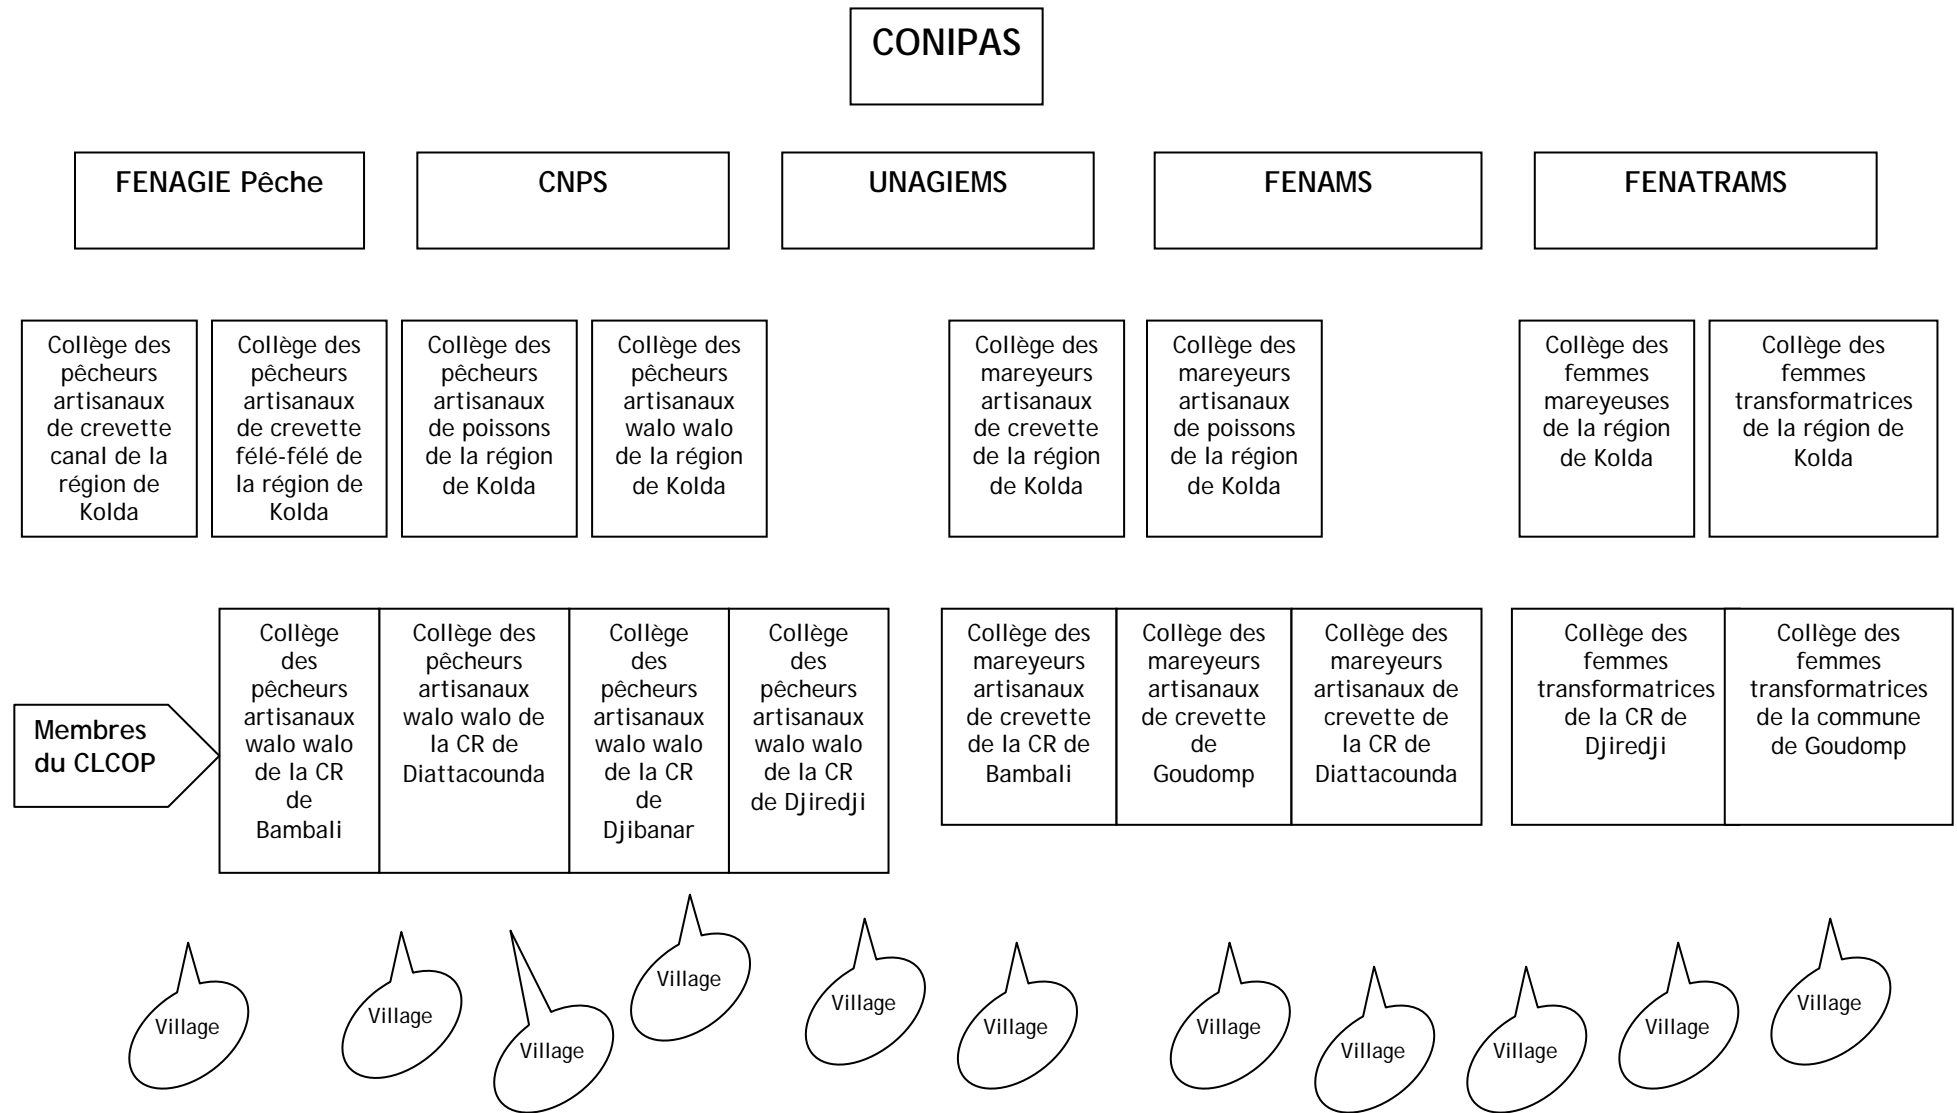 CONIPAS
FENAGIE Pêche
CNPS
UNAGIEMS
FENAMS
FENATRAMS
Collège des
pêcheurs
artisanaux
de crevette
canal de la
région de
Kolda
Collège des
pêcheurs
artisanaux
de crevette
félé-félé de
la région de
Kolda
Collège des
pêcheurs
artisanaux
de poissons
de la région
de Kolda
Collège des
pêcheurs
artisanaux
walo walo
de la région
de Kolda
Collège des
mareyeurs
artisanaux
de crevette
de la région
de Kolda
Collège des
mareyeurs
artisanaux
de poissons
de la région
de Kolda
Collège des
femmes
mareyeuses
de la région
de Kolda
Collège des
femmes
transformatrices
de la région de
Kolda
Membres
du CLCOP
Collège
des
pêcheurs
artisanaux
walo walo
de la CR
de
Bambali
Collège des
pêcheurs
artisanaux
walo walo de
la CR de
Diattacounda
Collège
des
pêcheurs
artisanaux
walo walo
de la CR
de
Djibanar
Collège
des
pêcheurs
artisanaux
walo walo
de la CR
de Djiredji
Collège des
mareyeurs
artisanaux
de crevette
de la CR de
Bambali
Collège des
mareyeurs
artisanaux
de crevette
de
Goudomp
Collège des
mareyeurs
artisanaux de
crevette de
la CR de
Diattacounda
Collège des
femmes
transformatrices
de la CR de
Djiredji
Collège des
femmes
transformatrices
de la commune
de Goudomp
Village
Village
Village
Village
Village
Village
Village
Village
Village
Village
Village